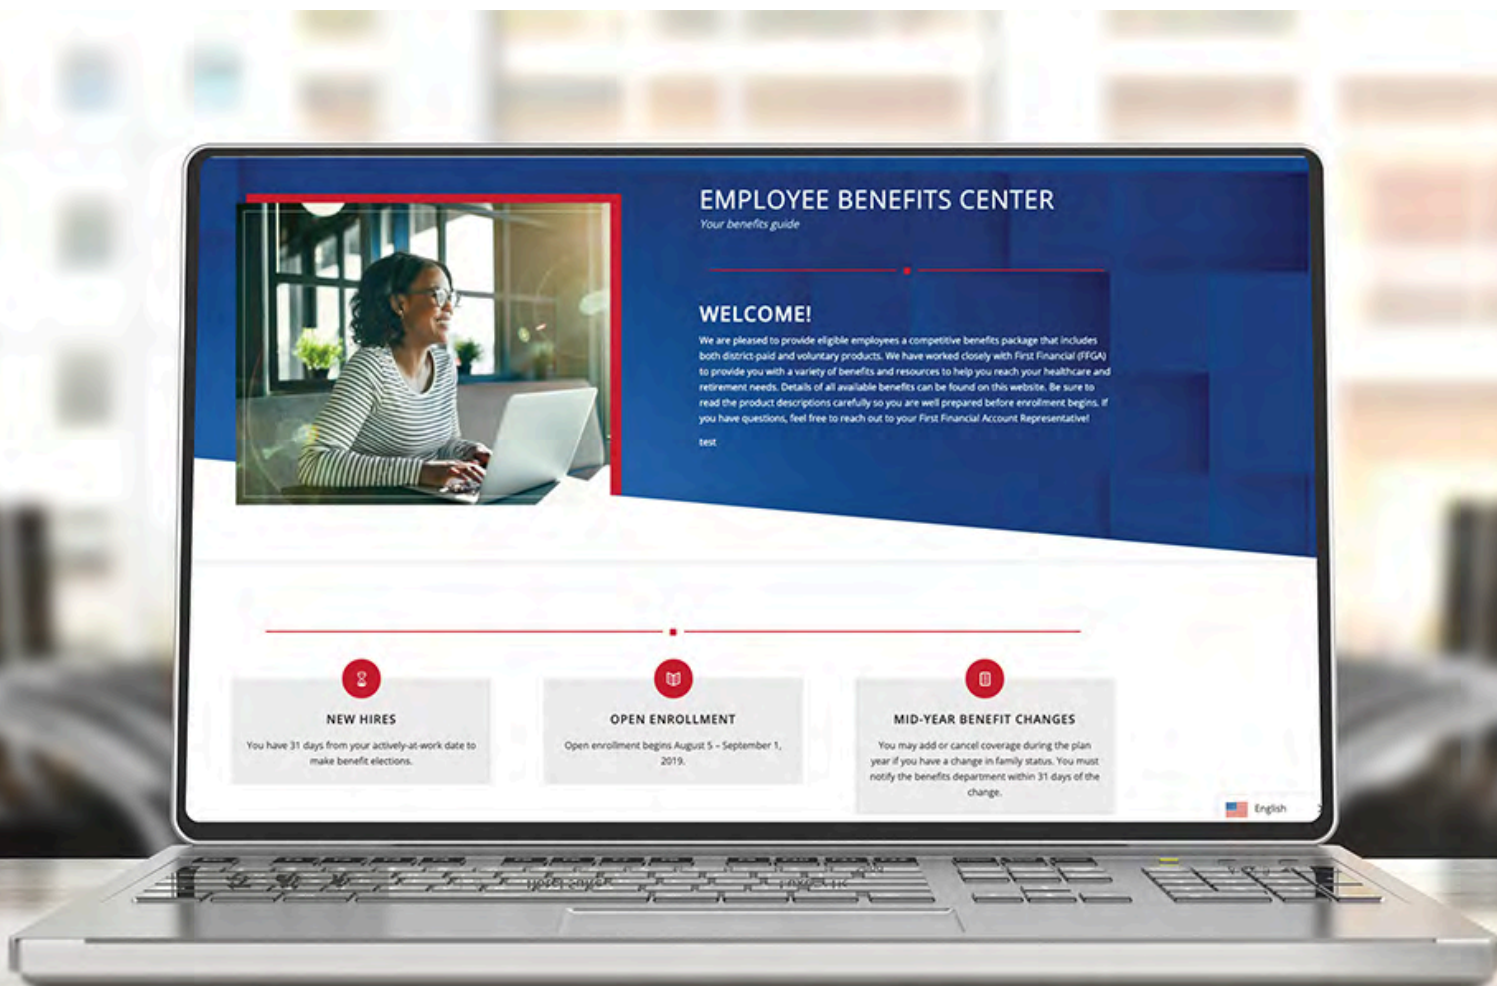 EMPLOYEE BENEFITS CENTER
Your benefits guide
WELCOME!
We are pleased to provide eligible employees a competitive benefits package that includes
both district-paid and voluntary products. We have worked closely with First Financial (FFGA)
to provide you with a variety of benefits and resources to help you reach your healthcare and
retirement needs. Details of all available benefits can be found on this website. Be sure to
read the product descriptions carefully so you are well prepared before enrollment begins. If
you have questions, feel free to reach out to your First Financial Account Representative!
test
NEW HIRES
You have 31 days from your actively-at-work date to
make benefit elections.
OPEN ENROLLMENT
Open enrollment begins August 5 – September 1,
2019.
MID-YEAR BENEFIT CHANGES
You may add or cancel coverage during the plan
year if you have a change in family status. You must
notify the benefits department within 31 days of the
change.
English